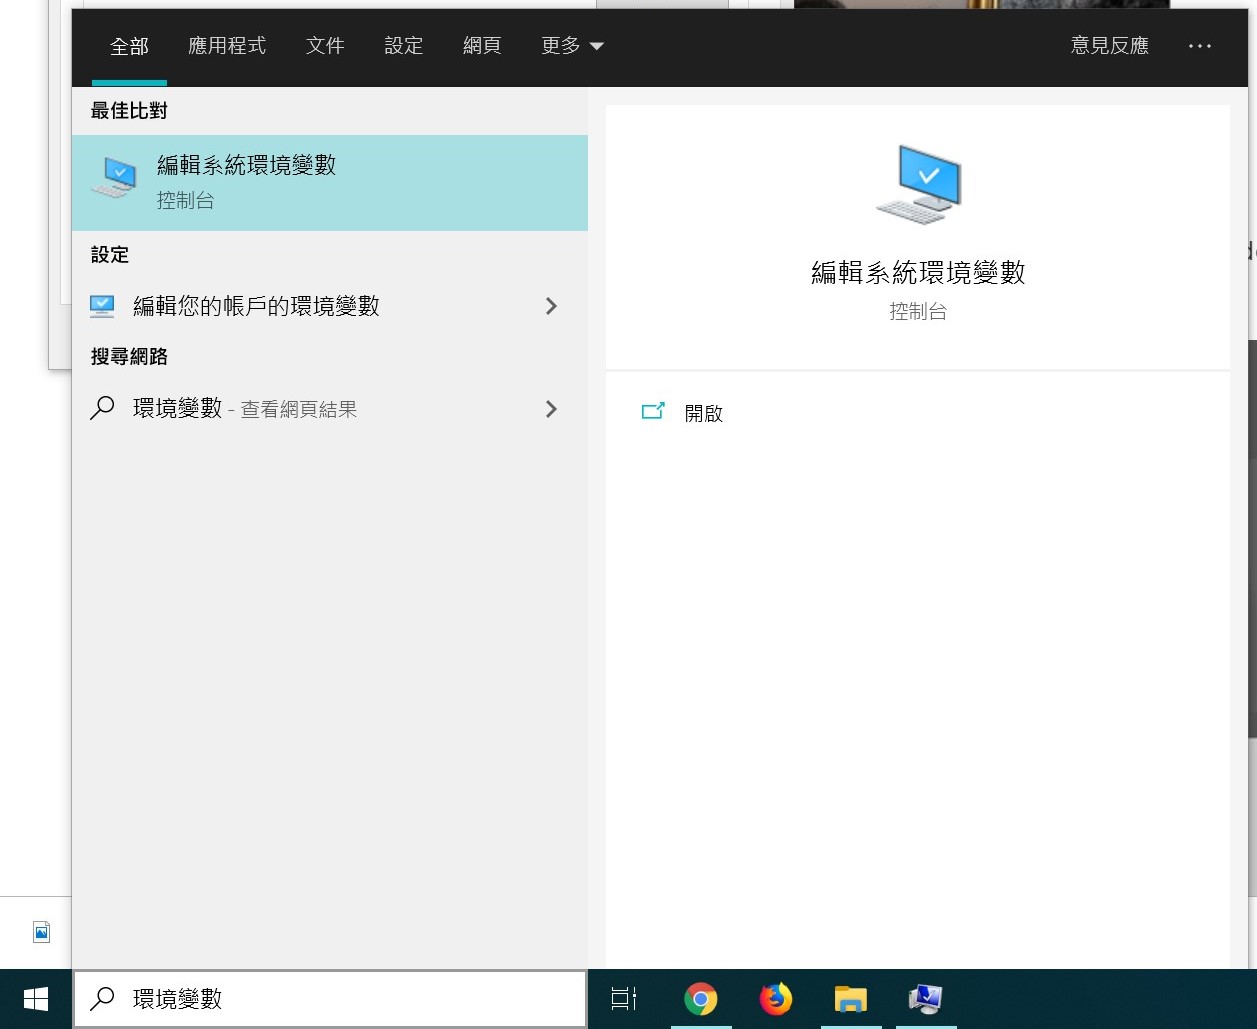 全部 應用程式 文件 設定 網頁 更多 意見反應
最佳比對
編輯系統環境變數
控制台
設定
編輯您的帳戶的環境變數
搜尋網路
環境變數 - 查看網頁結果
編輯系統環境變數
控制台
開啟
環境變數